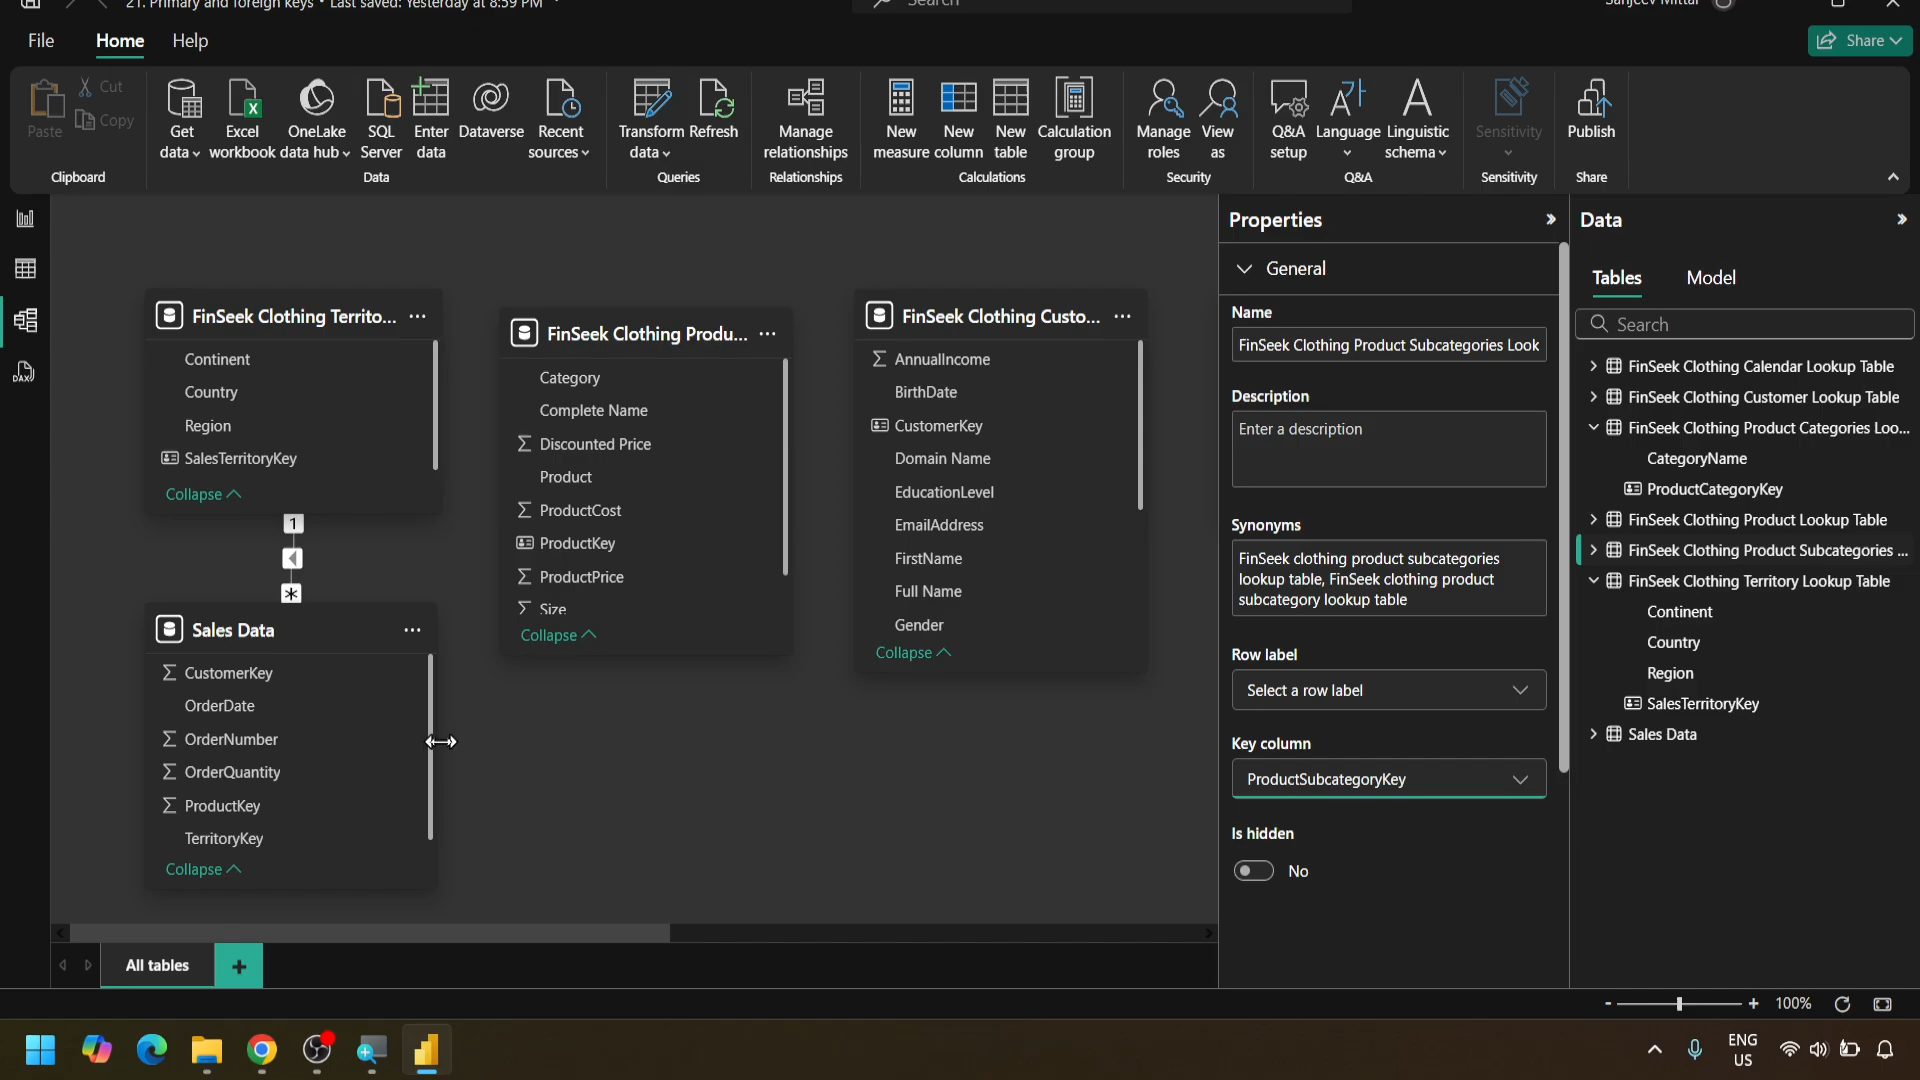 21. Primary and foreign keys • Last saved: Yesterday at 8:59 PM
Search
Sanjeev Mittal
File
Home
Help
Share
Paste
Cut
Copy
Clipboard
Get data
Excel workbook
OneLake data hub
SQL Server
Enter data
Dataverse
Recent sources
Data
Transform data
Refresh
Queries
Manage relationships
Relationships
New measure
New column
New table
Calculation group
Calculations
Manage roles
View as
Security
Q&A setup
Language
Linguistic schema
Q&A
Sensitivity
Sensitivity
Publish
Share
DAX
FinSeek Clothing Territo...
Continent
Country
Region
SalesTerritoryKey
Collapse
1
*
Sales Data
CustomerKey
OrderDate
OrderNumber
OrderQuantity
ProductKey
TerritoryKey
Collapse
FinSeek Clothing Produ...
Category
Complete Name
Discounted Price
Product
ProductCost
ProductKey
ProductPrice
Size
Collapse
FinSeek Clothing Custo...
AnnualIncome
BirthDate
CustomerKey
Domain Name
EducationLevel
EmailAddress
FirstName
Full Name
Gender
Collapse
All tables
+
Properties
General
Name
FinSeek Clothing Product Subcategories Look
Description
Enter a description
Synonyms
FinSeek clothing product subcategories
lookup table, FinSeek clothing product
subcategory lookup table
Row label
Select a row label
Key column
ProductSubcategoryKey
Is hidden
No
Data
Tables
Model
Search
FinSeek Clothing Calendar Lookup Table
FinSeek Clothing Customer Lookup Table
FinSeek Clothing Product Categories Loo...
CategoryName
ProductCategoryKey
FinSeek Clothing Product Lookup Table
FinSeek Clothing Product Subcategories ...
FinSeek Clothing Territory Lookup Table
Continent
Country
Region
SalesTerritoryKey
Sales Data
- + 100%
ENG
US